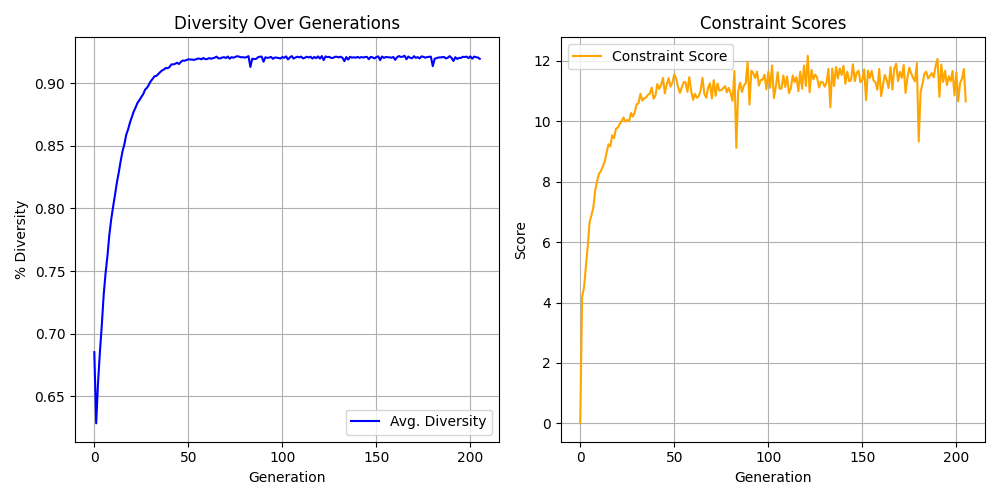 Diversity Over Generations
% Diversity
0.90
0.85
0.80
0.75
0.70
0.65
Avg. Diversity
0 50 100 150 200
Generation
Constraint Scores
Score
12
10
8
6
4
2
0
Constraint Score
0 50 100 150 200
Generation